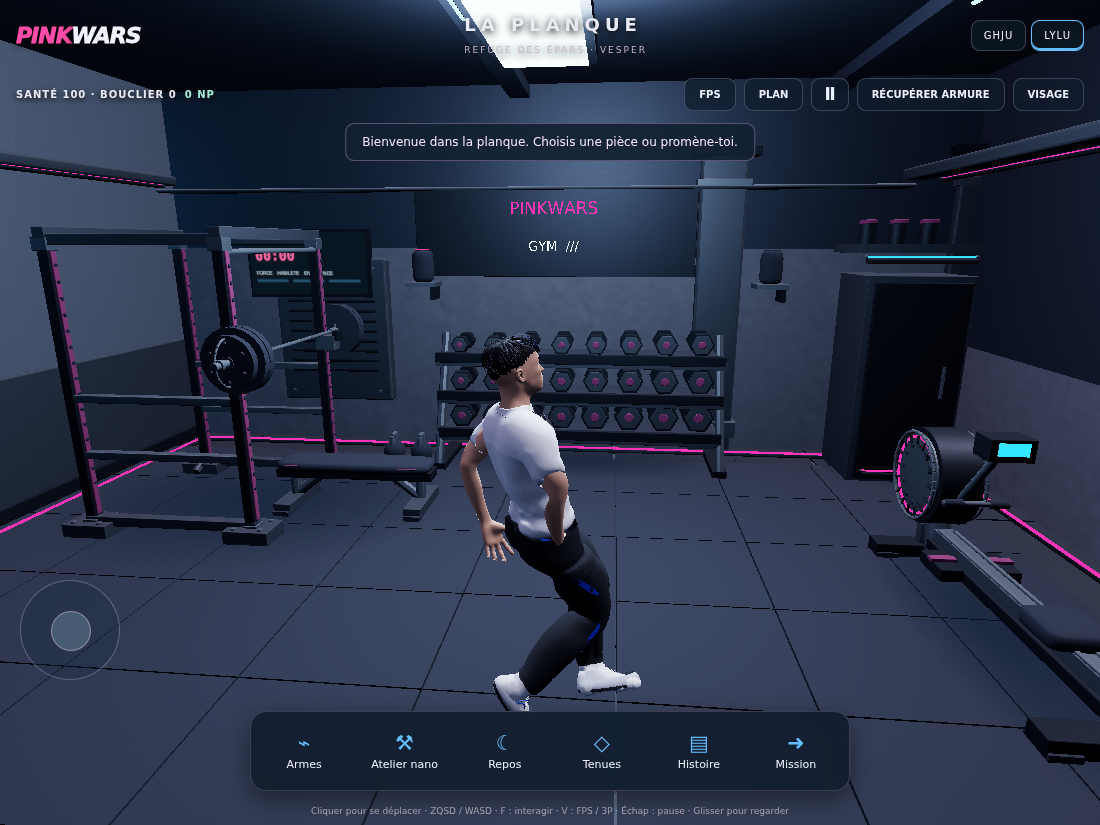 PINKWARS
LA PLANQUE
REFUGE DES ÉPARS · VESPER
GHJU
LYLU
SANTÉ 100 · BOUCLIER 0 0 NP
FPS
PLAN
RÉCUPÉRER ARMURE
VISAGE
Bienvenue dans la planque. Choisis une pièce ou promène-toi.
PINKWARS
GYM ///
00:00
FORCE
Armes
Atelier nano
Repos
Tenues
Histoire
Mission
Cliquer pour se déplacer · ZQSD / WASD · F : interagir · V : FPS / 3P · Échap : pause · Glisser pour regarder